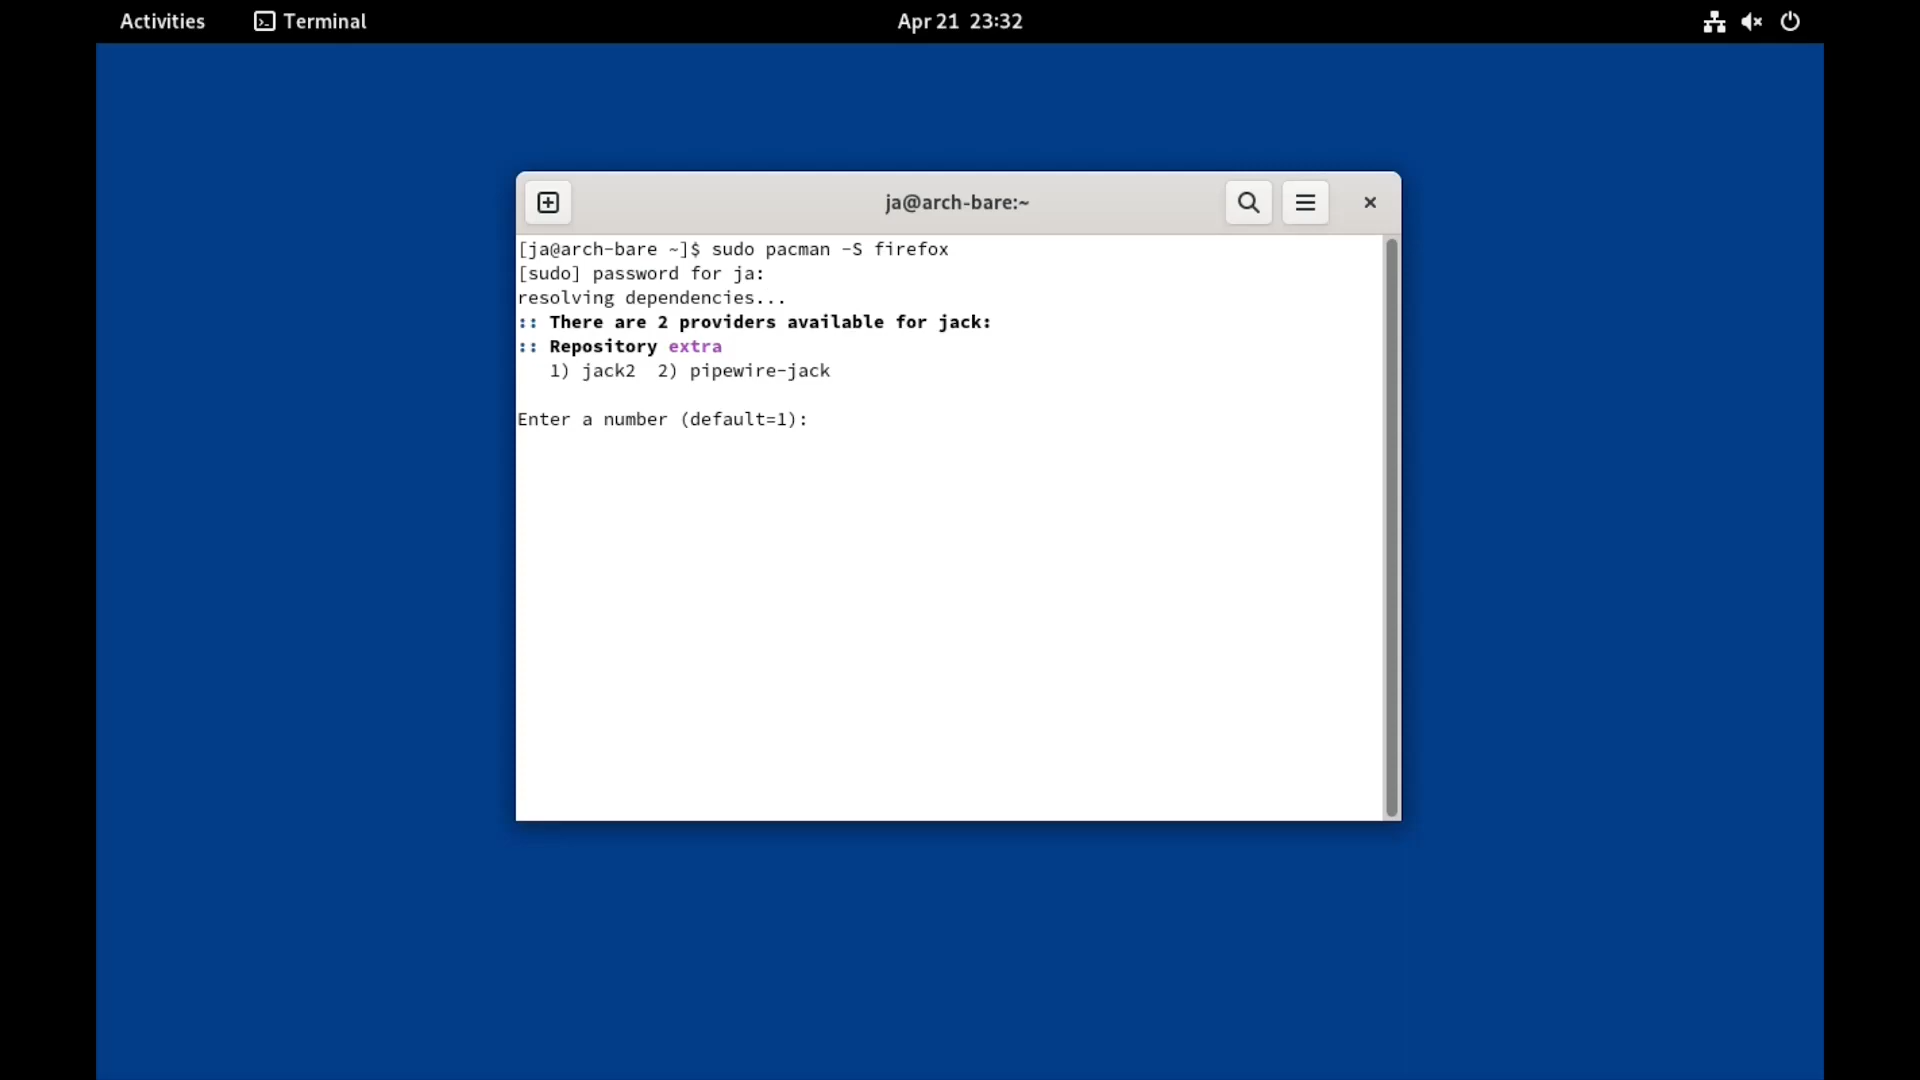 Activities Terminal Apr 21 23:32
ja@arch-bare:~
[ja@arch-bare ~]$ sudo pacman -S firefox
[sudo] password for ja:
resolving dependencies...
:: There are 2 providers available for jack:
:: Repository extra
   1) jack2  2) pipewire-jack

Enter a number (default=1):